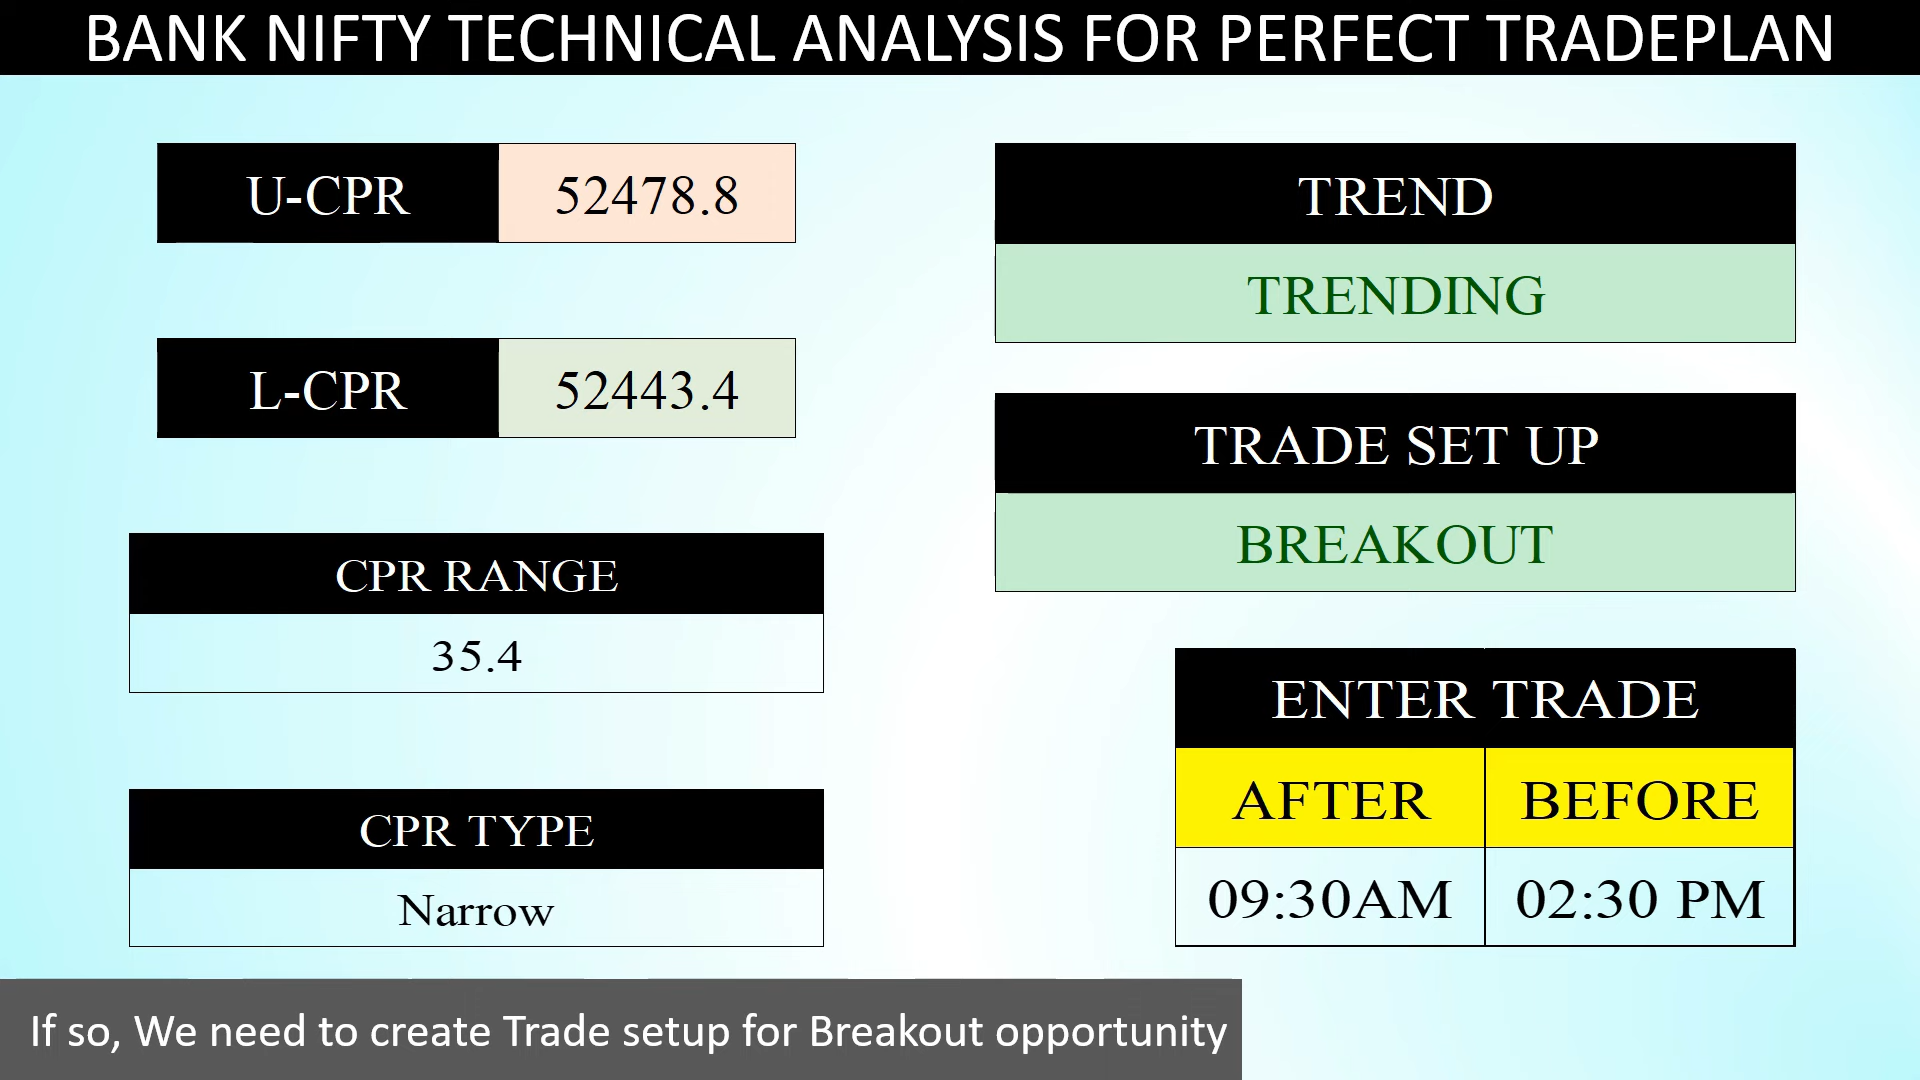 BANK NIFTY TECHNICAL ANALYSIS FOR PERFECT TRADEPLAN
U-CPR 52478.8
L-CPR 52443.4
CPR RANGE
35.4
CPR TYPE
Narrow
TREND
TRENDING
TRADE SET UP
BREAKOUT
ENTER TRADE
AFTER BEFORE
09:30AM 02:30 PM
If so, We need to create Trade setup for Breakout opportunity